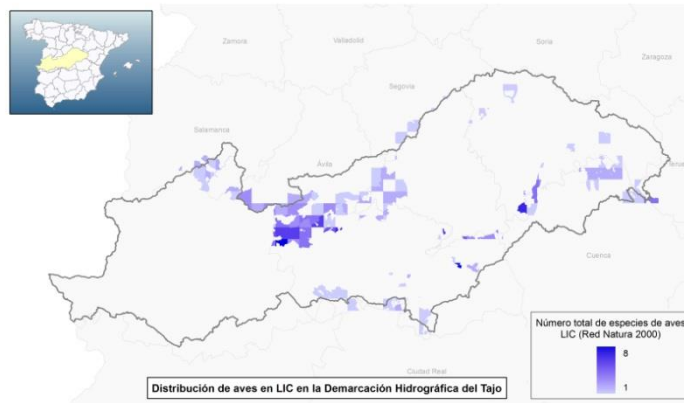 Zamora
Valladolid
Soria
Zaragoza
Segovia
Salamanca
Ávila
Cuenca
Número total de especies de aves
LIC (Red Natura 2000)
8
1
Ciudad Real
Distribución de aves en LIC en la Demarcación Hidrográfica del Tajo